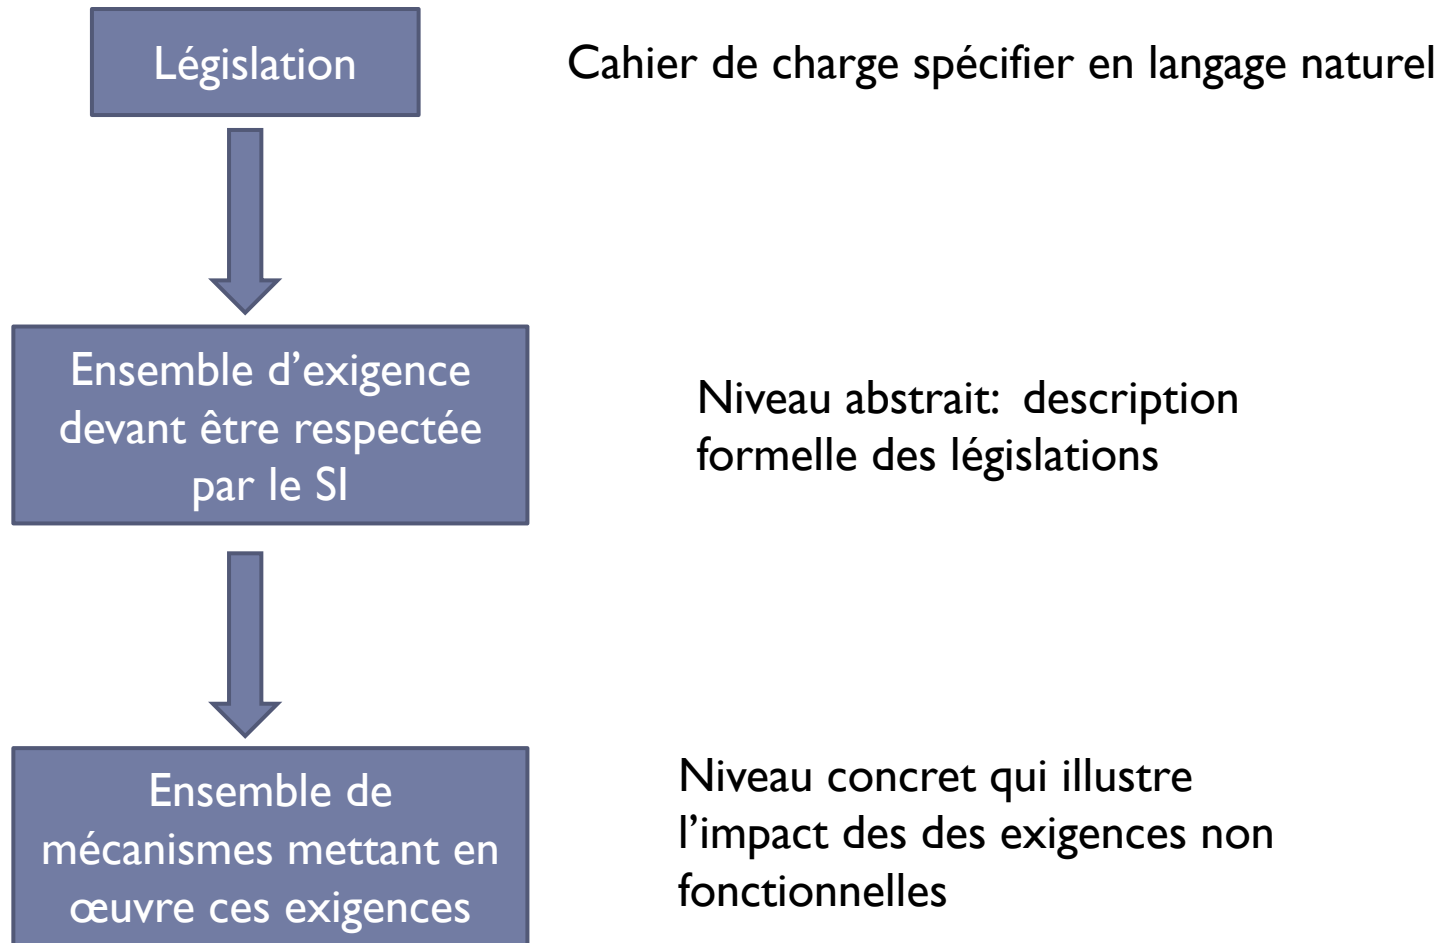 Législation
Cahier de charge spécifier en langage naturel
Ensemble d’exigence
devant être respectée
par le SI
Niveau abstrait:  description
formelle des législations
Ensemble de
mécanismes mettant en
œuvre ces exigences
Niveau concret qui illustre
l’impact des des exigences non
fonctionnelles